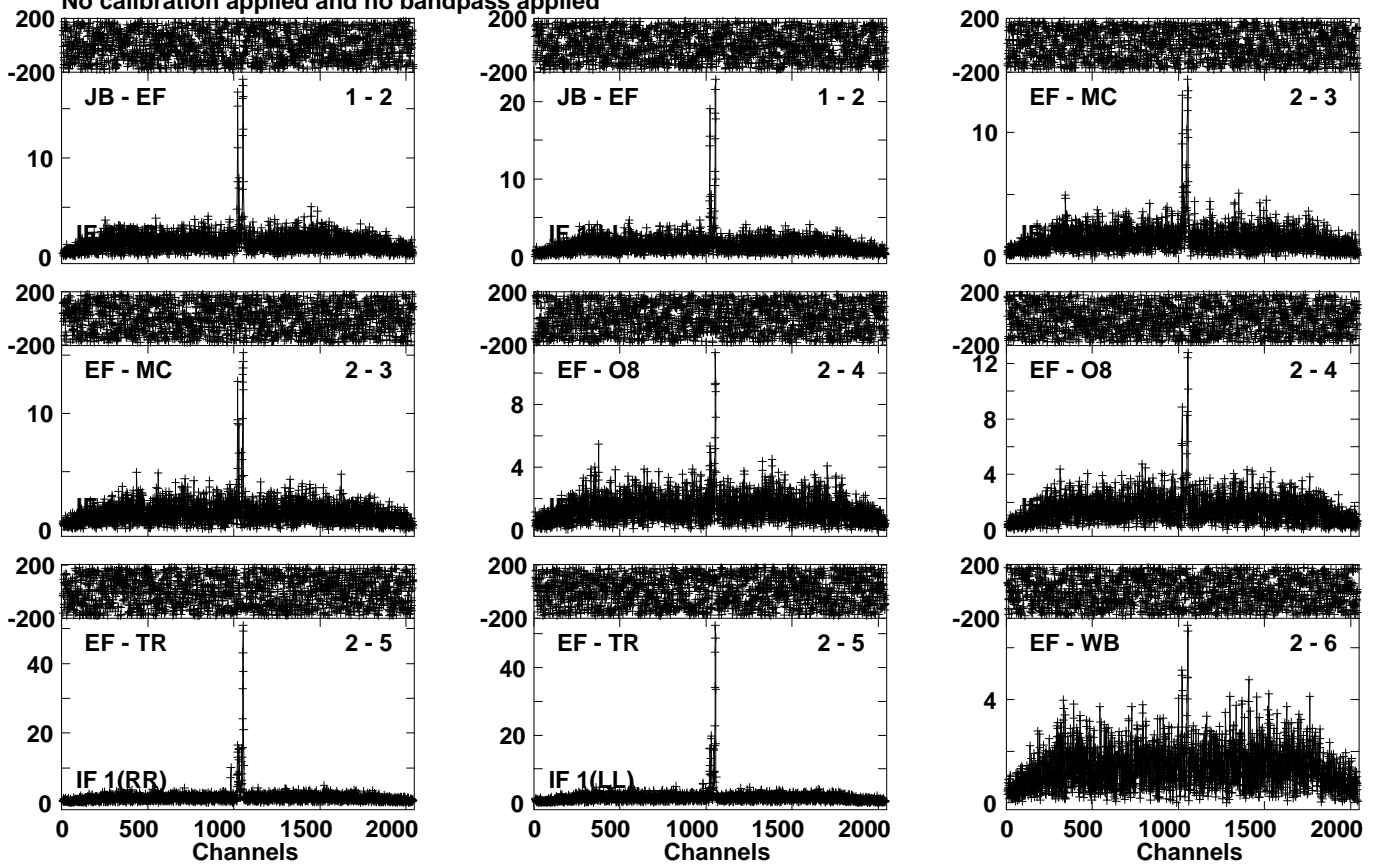 No calibration applied and no bandpass applied
200 200 200
-200 -200 -200
JB - EF 1 - 2 JB - EF 1 - 2 EF - MC 2 - 3
20
10 10 10
IF IF IF
0 0 0
200 200 200
-200 -200 -200
EF - MC 2 - 3 EF - O8 2 - 4 EF - O8 2 - 4
12
8 8
10
4 4
0 0 0
200 200 200
-200 -200 -200
EF - TR 2 - 5 EF - TR 2 - 5 EF - WB 2 - 6
40 40
4
20 20
IF 1(RR) IF 1(LL)
0 0 0
0 500 1000 1500 2000 0 500 1000 1500 2000 0 500 1000 1500 2000
Channels Channels Channels